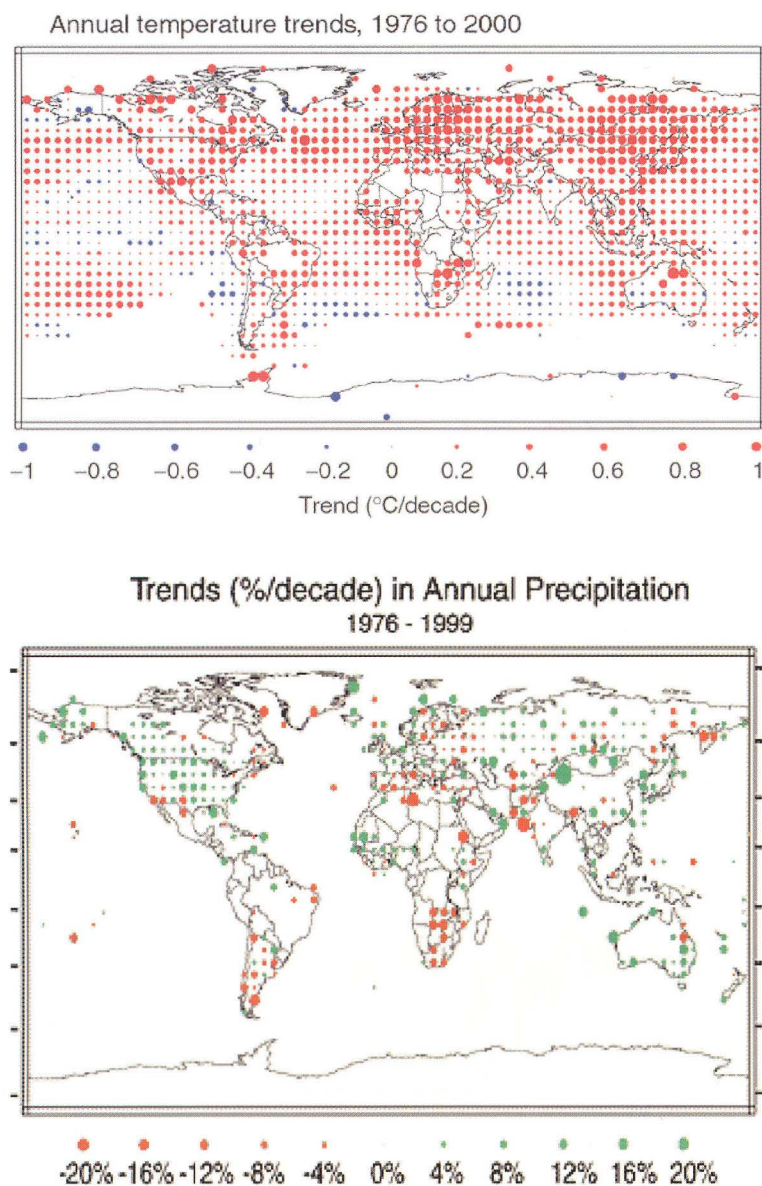 Annual temperature trends, 1976 to 2000
−1 −0.8 −0.6 −0.4 −0.2 0 0.2 0.4 0.6 0.8 1
Trend (°C/decade)
Trends (%/decade) in Annual Precipitation
1976 - 1999
-20% -16% -12% -8% -4% 0% 4% 8% 12% 16% 20%